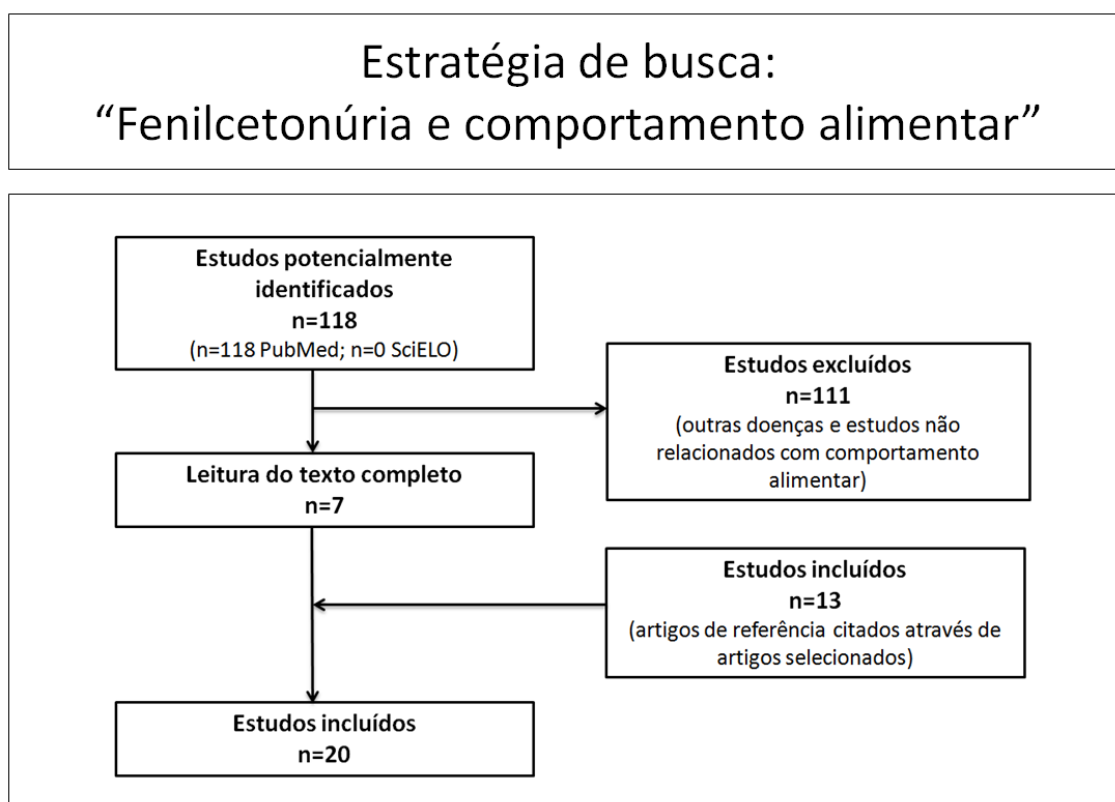 Estratégia de busca:
“Fenilcetonúria e comportamento alimentar”
Estudos potencialmente
identificados
n=118
(n=118 PubMed; n=0 SciELO)
Estudos excluídos
n=111
(outras doenças e estudos não
relacionados com comportamento
alimentar)
Leitura do texto completo
n=7
Estudos incluídos
n=13
(artigos de referência citados através de
artigos selecionados)
Estudos incluídos
n=20